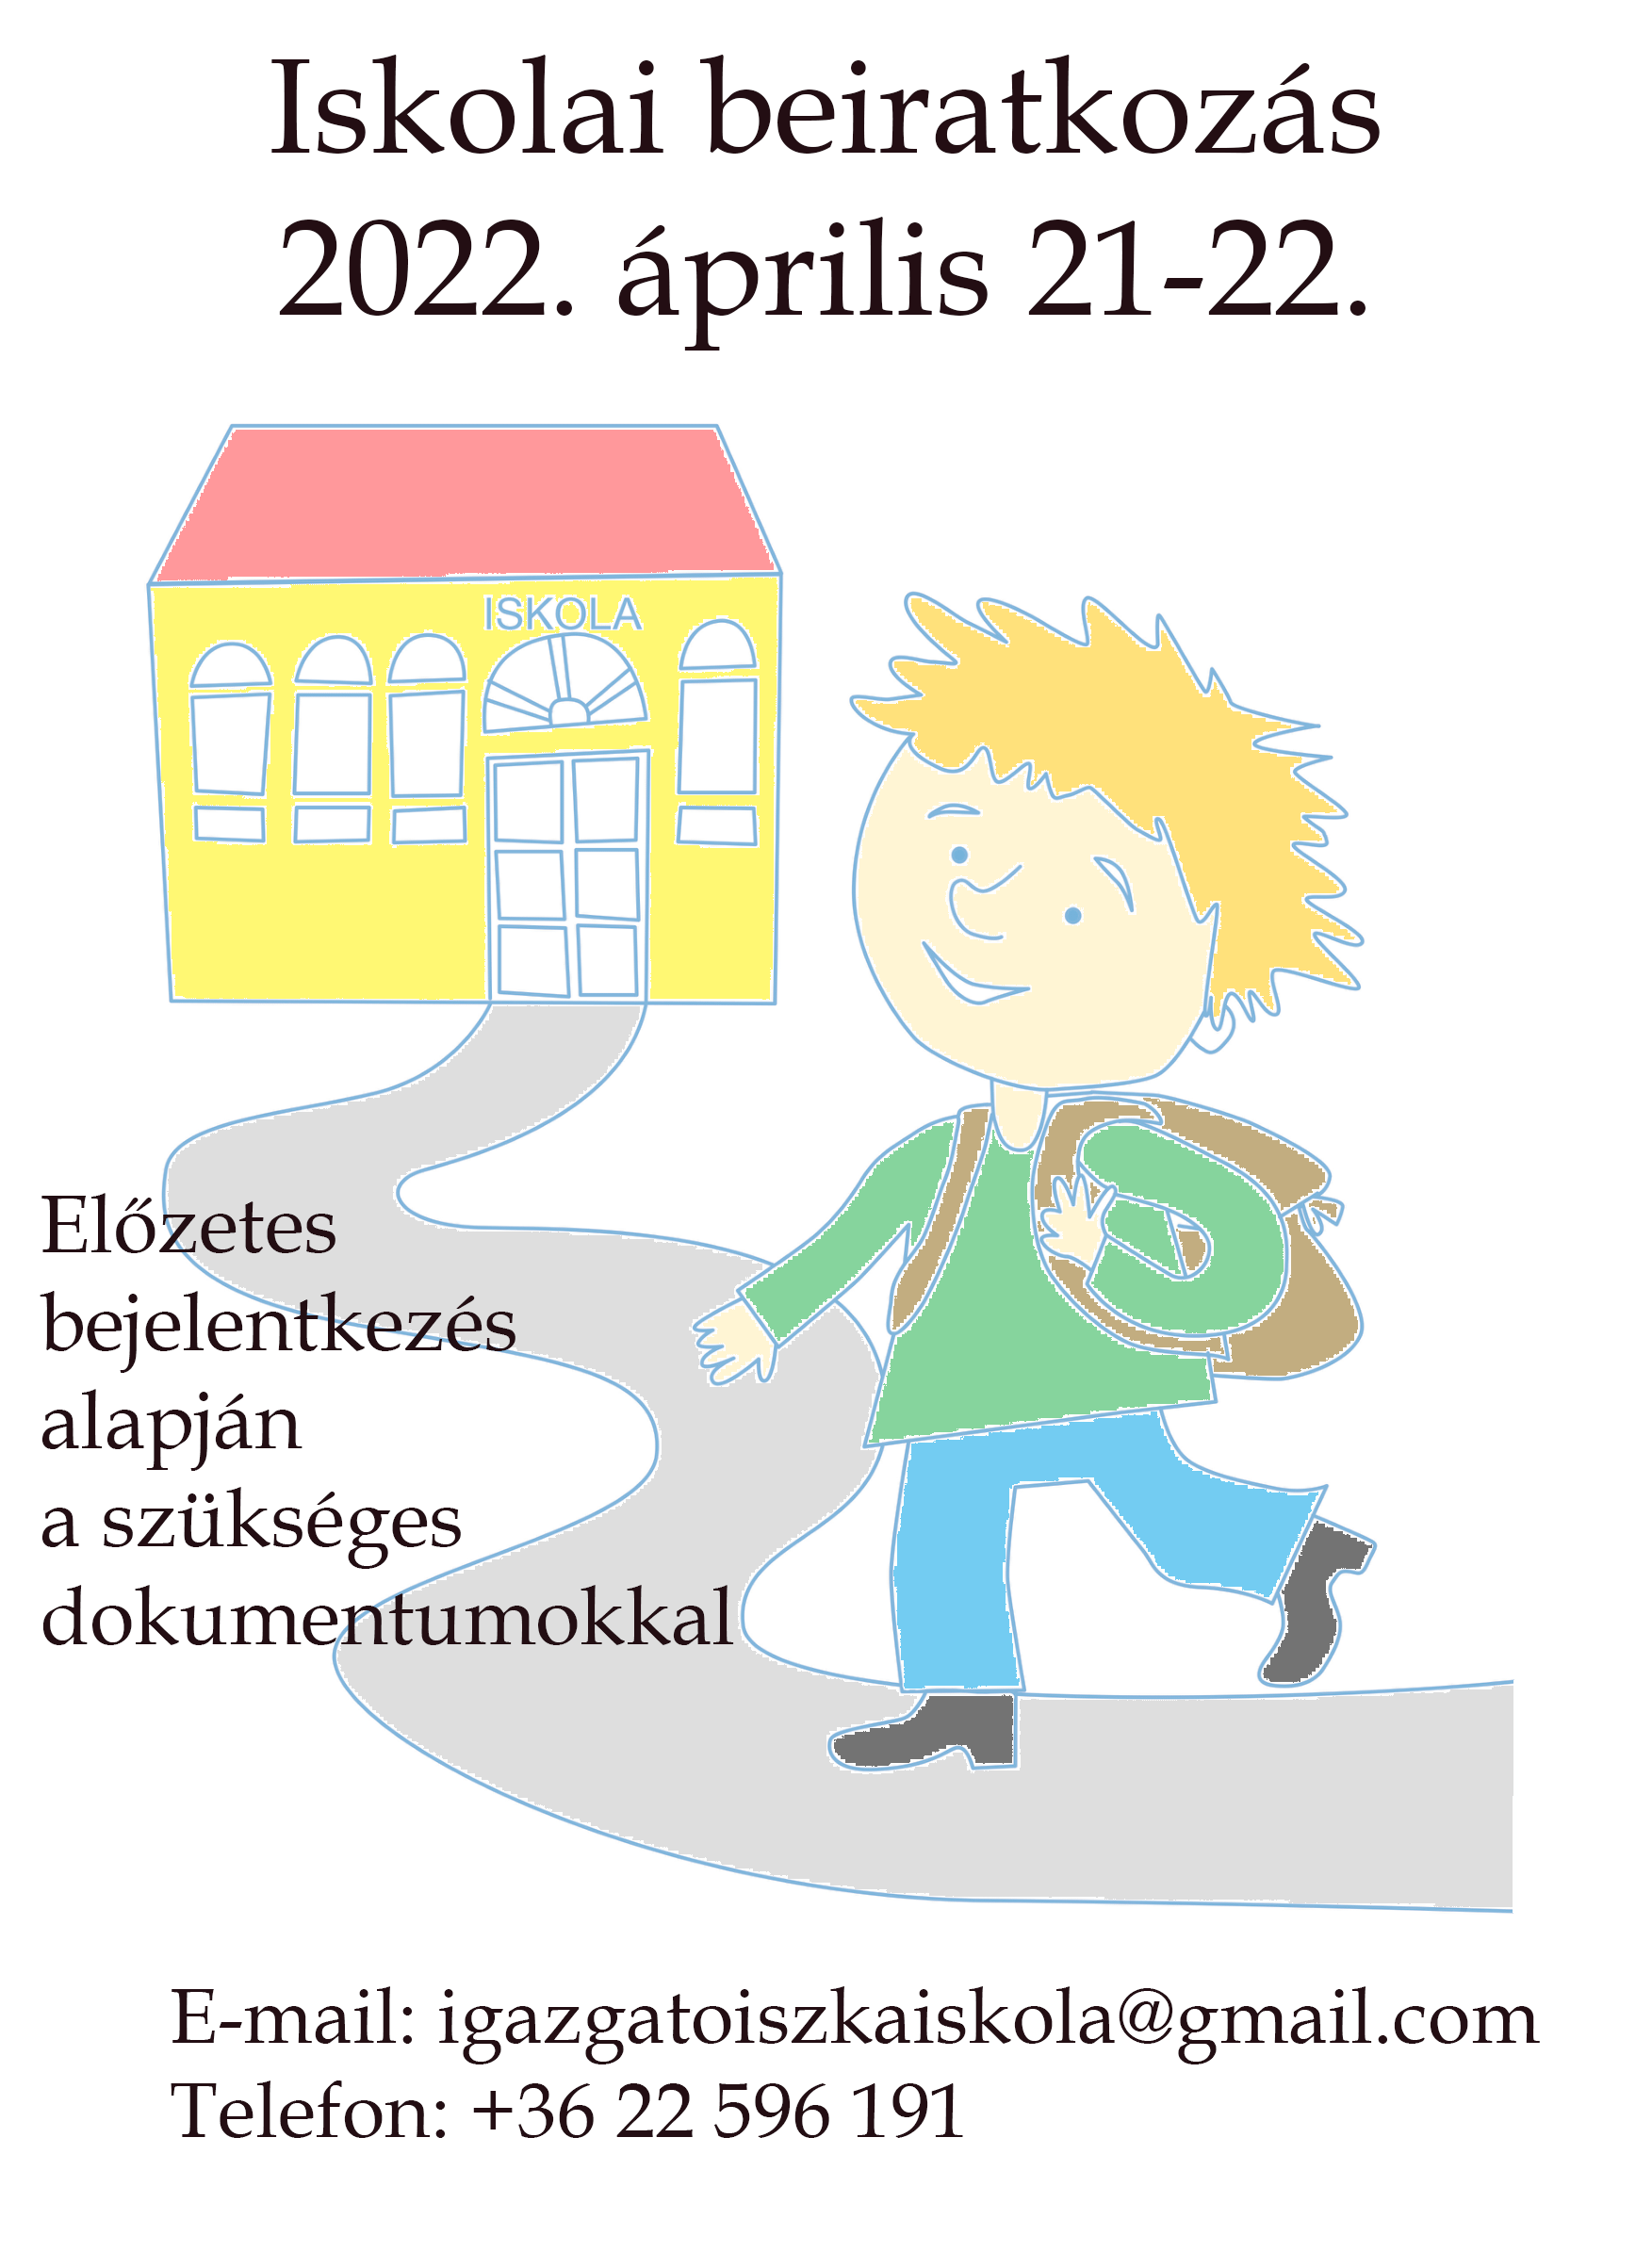 Iskolai beiratkozás
2022. április 21-22.
ISKOLA
Előzetes
bejelentkezés
alapján
a szükséges
dokumentumokkal
E-mail: igazgatoiszkaiskola@gmail.com
Telefon: +36 22 596 191